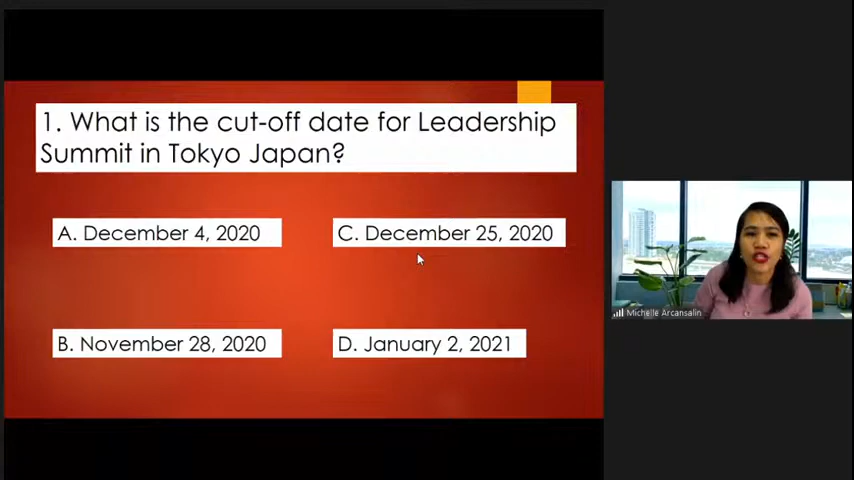 1. What is the cut-off date for Leadership
Summit in Tokyo Japan?
A. December 4, 2020
C. December 25, 2020
B. November 28, 2020
D. January 2, 2021
Michelle Arcansalin